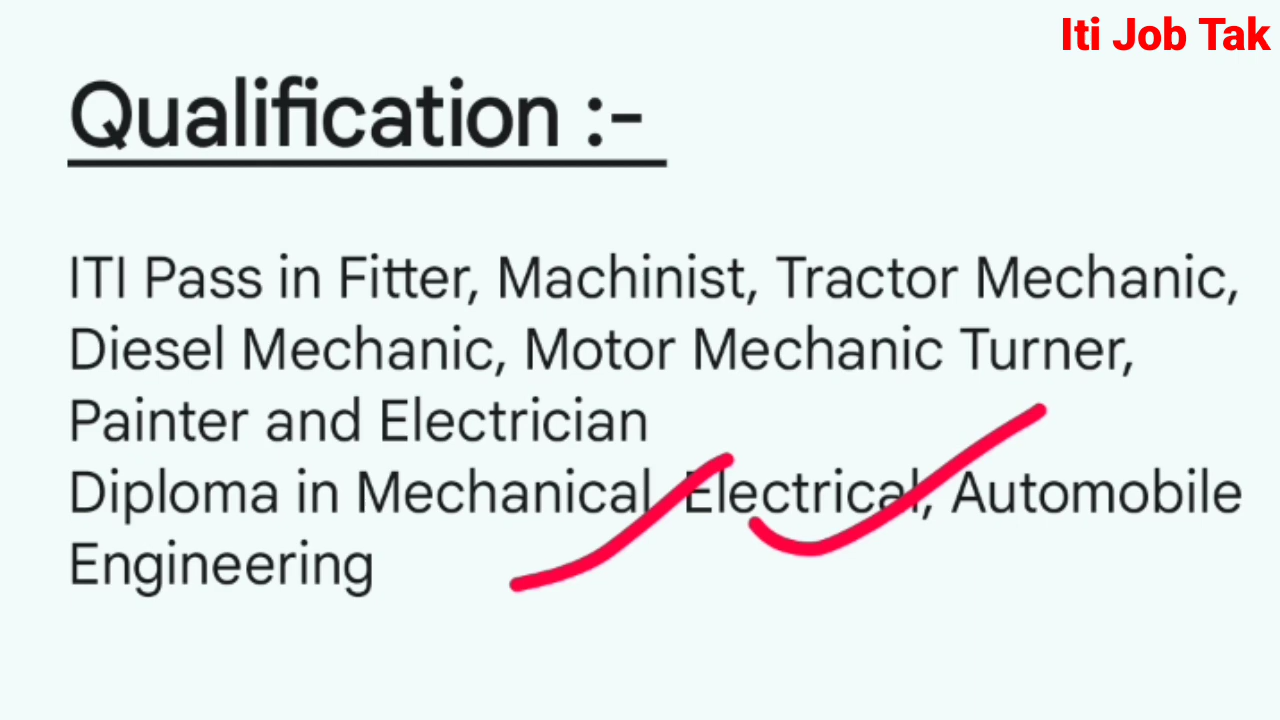 Iti Job Tak
Qualification :-
ITI Pass in Fitter, Machinist, Tractor Mechanic,
Diesel Mechanic, Motor Mechanic Turner,
Painter and Electrician
Diploma in Mechanical, Electrical, Automobile
Engineering